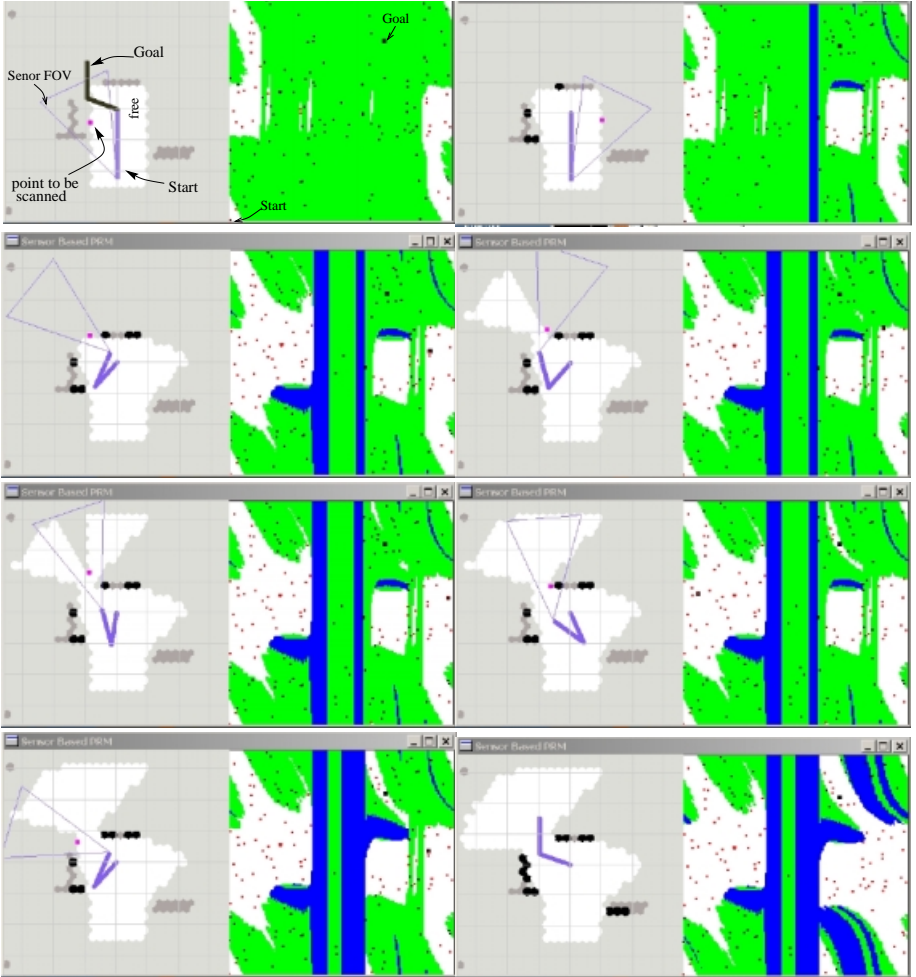 Goal
Goal
Senor FOV
free
point to be
scanned
Start
Start
Sensor Based PRM
Sensor Based PRM
Sensor Based PRM
Sensor Based PRM
Sensor Based PRM
Sensor Based PRM